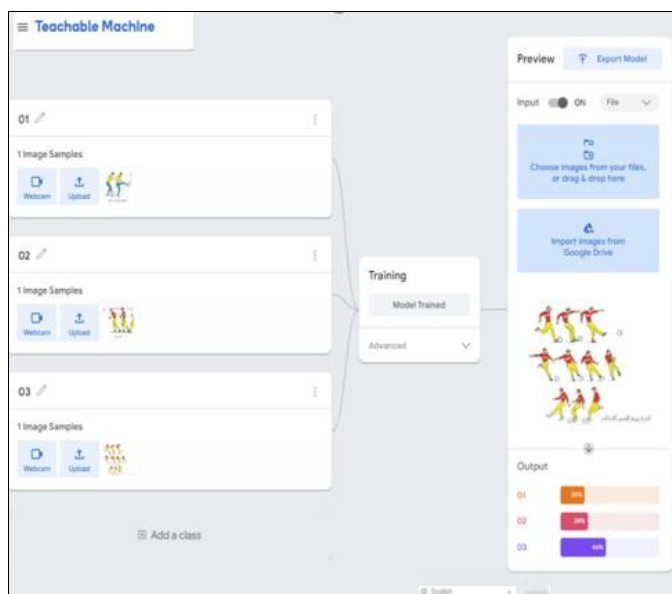 Teachable Machine
01
1 Image Samples
Webcam
Upload
02
1 Image Samples
Webcam
Upload
03
1 Image Samples
Webcam
Upload
Add a class
Training
Model Trained
Advanced
Preview
Export Model
Input
ON
File
Choose images from your files,
or drag & drop here
Import images from
Google Drive
Output
01
02
03
English